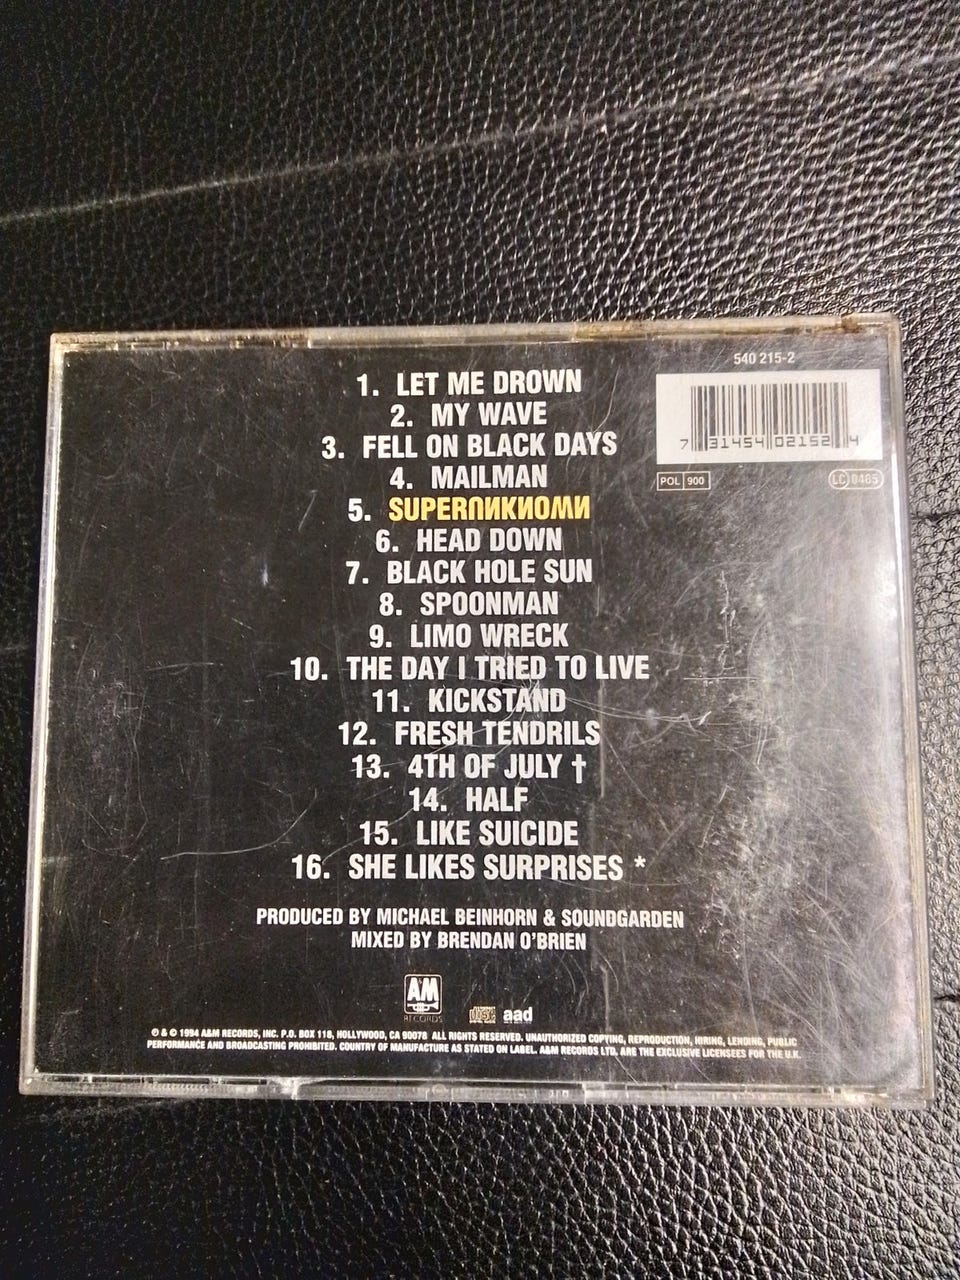 540 215-2
7 31454 02152 4
POL 900
LC 0485
1. LET ME DROWN
2. MY WAVE
3. FELL ON BLACK DAYS
4. MAILMAN
5. SUPERUNKNOWN
6. HEAD DOWN
7. BLACK HOLE SUN
8. SPOONMAN
9. LIMO WRECK
10. THE DAY I TRIED TO LIVE
11. KICKSTAND
12. FRESH TENDRILS
13. 4TH OF JULY †
14. HALF
15. LIKE SUICIDE
16. SHE LIKES SURPRISES *
PRODUCED BY MICHAEL BEINHORN & SOUNDGARDEN
MIXED BY BRENDAN O'BRIEN
A&M
RECORDS
COMPACT
disc
DIGITAL AUDIO
aad
℗ & © 1994 A&M RECORDS, INC. P.O. BOX 118, HOLLYWOOD, CA 90078 ALL RIGHTS RESERVED. UNAUTHORIZED COPYING, REPRODUCTION, HIRING, LENDING, PUBLIC
PERFORMANCE AND BROADCASTING PROHIBITED. COUNTRY OF MANUFACTURE AS STATED ON LABEL. A&M RECORDS LTD. ARE THE EXCLUSIVE LICENSEES FOR THE U.K.